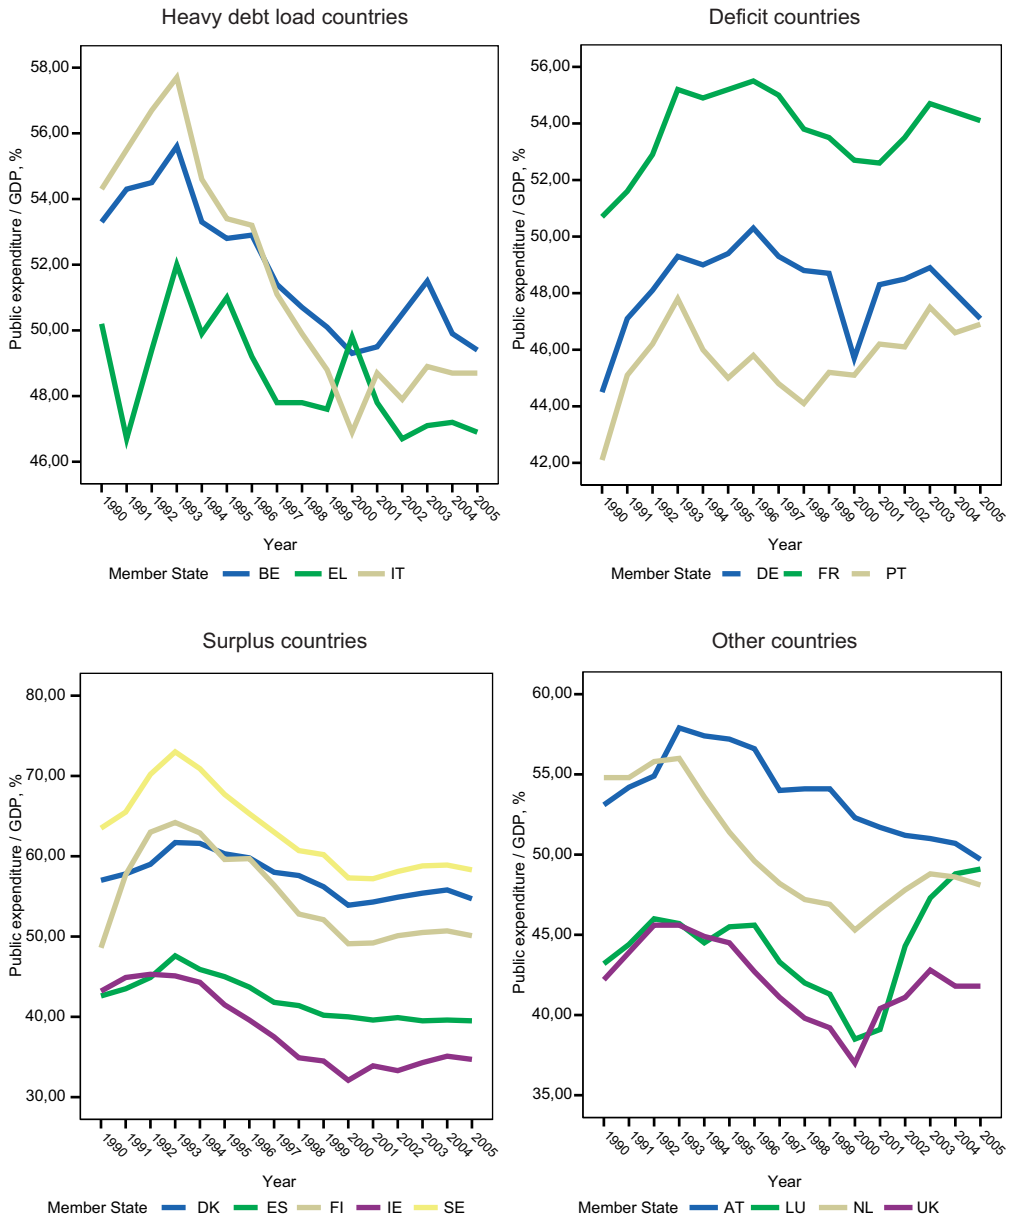 Heavy debt load countries
Public expenditure / GDP, %
58,00
56,00
54,00
52,00
50,00
48,00
46,00
1990 1991 1992 1993 1994 1995 1996 1997 1998 1999 2000 2001 2002 2003 2004 2005
Year
Member State BE EL IT
Deficit countries
Public expenditure / GDP, %
56,00
54,00
52,00
50,00
48,00
46,00
44,00
42,00
1990 1991 1992 1993 1994 1995 1996 1997 1998 1999 2000 2001 2002 2003 2004 2005
Year
Member State DE FR PT
Surplus countries
Public expenditure / GDP, %
80,00
70,00
60,00
50,00
40,00
30,00
1990 1991 1992 1993 1994 1995 1996 1997 1998 1999 2000 2001 2002 2003 2004 2005
Year
Member State DK ES FI IE SE
Other countries
Public expenditure / GDP, %
60,00
55,00
50,00
45,00
40,00
35,00
1990 1991 1992 1993 1994 1995 1996 1997 1998 1999 2000 2001 2002 2003 2004 2005
Year
Member State AT LU NL UK